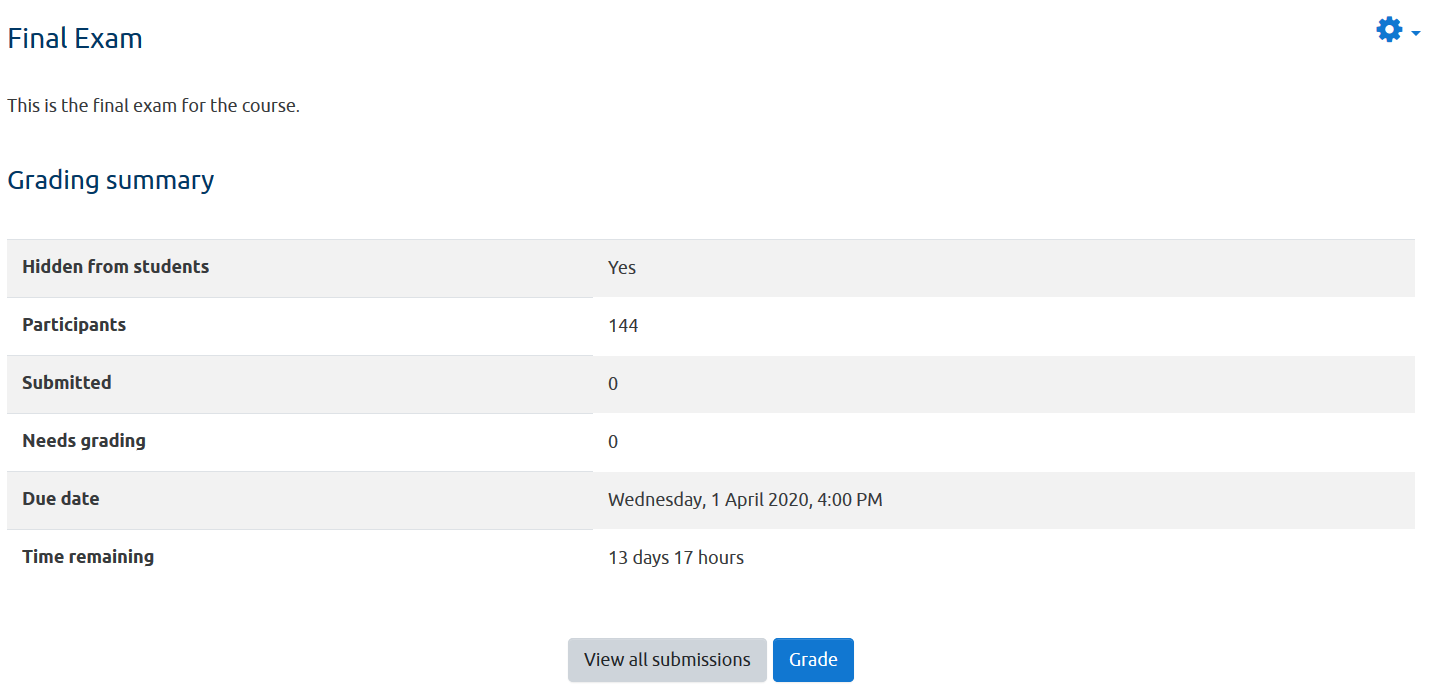 Final Exam
This is the final exam for the course.
Grading summary
Hidden from students Yes
Participants 144
Submitted 0
Needs grading 0
Due date Wednesday, 1 April 2020, 4:00 PM
Time remaining 13 days 17 hours
View all submissions Grade